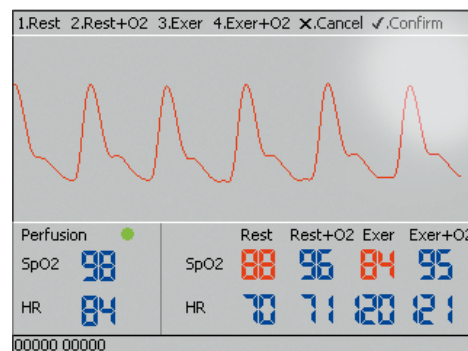 1.Rest 2.Rest+O2 3.Exer 4.Exer+O2 ✕.Cancel ✓.Confirm
Perfusion Rest Rest+O2 Exer Exer+O2
SpO2 98 SpO2 88 96 84 95
HR 84 HR 70 71 120 121
00000 00000